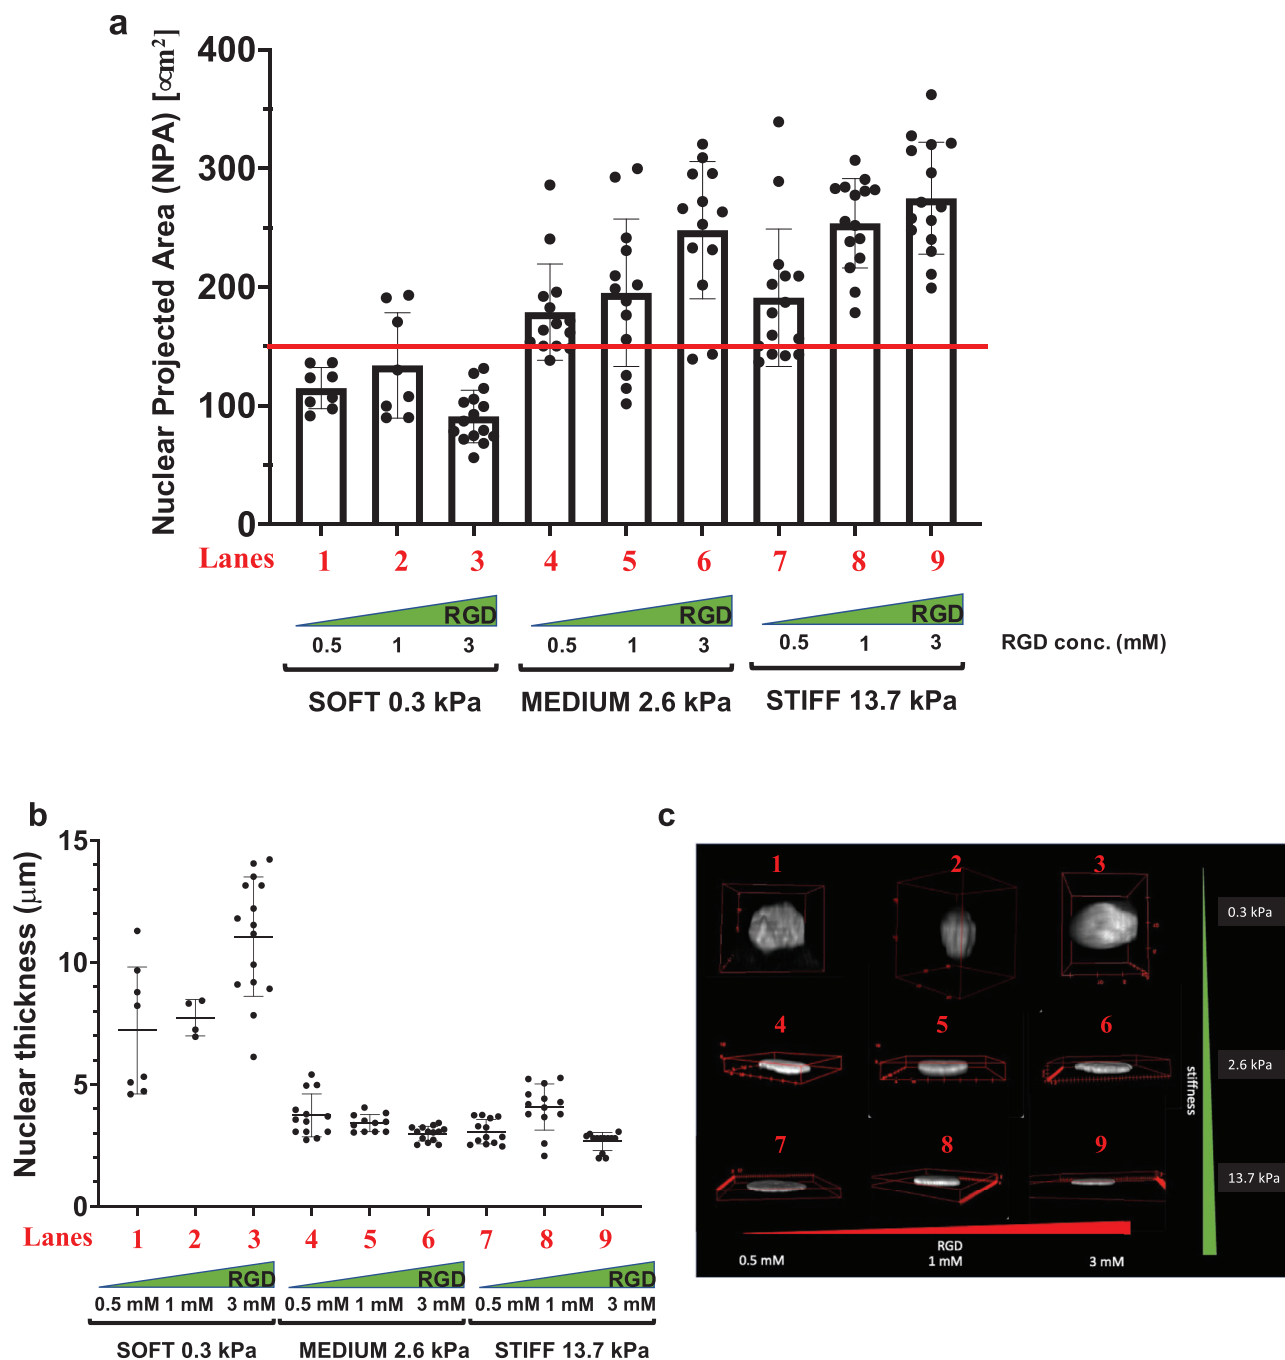 a
Nuclear Projected Area (NPA) [∝m²]
400
300
200
100
0
Lanes 1 2 3 4 5 6 7 8 9
RGD RGD RGD
0.5 1 3 0.5 1 3 0.5 1 3 RGD conc. (mM)
SOFT 0.3 kPa MEDIUM 2.6 kPa STIFF 13.7 kPa
b
Nuclear thickness (μm)
15
10
5
0
Lanes 1 2 3 4 5 6 7 8 9
RGD RGD RGD
0.5 mM 1 mM 3 mM 0.5 mM 1 mM 3 mM 0.5 mM 1 mM 3 mM
SOFT 0.3 kPa MEDIUM 2.6 kPa STIFF 13.7 kPa
c
1 2 3
0.3 kPa
4 5 6
2.6 kPa
stiffness
7 8 9
13.7 kPa
RGD
0.5 mM 1 mM 3 mM